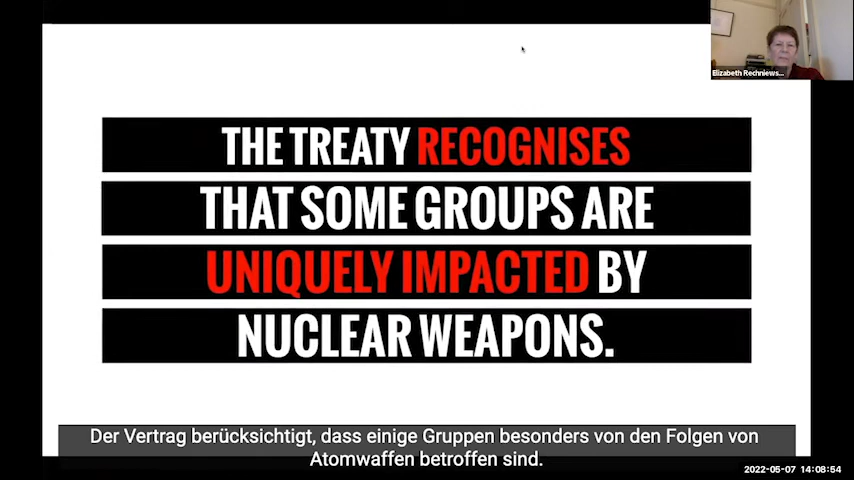 Elizabeth Rechniews...
THE TREATY RECOGNISES
THAT SOME GROUPS ARE
UNIQUELY IMPACTED BY
NUCLEAR WEAPONS.
Der Vertrag berücksichtigt, dass einige Gruppen besonders von den Folgen von
Atomwaffen betroffen sind.
2022-05-07 14:08:54